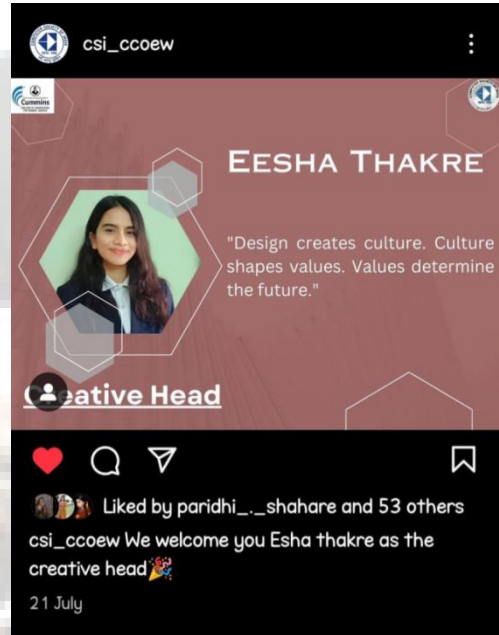 csi_ccoew
Cummins
EESHA THAKRE
"Design creates culture. Culture
shapes values. Values determine
the future."
Creative Head
Liked by paridhi_._shahare and 53 others
csi_ccoew We welcome you Esha thakre as the
creative head🎉
21 July